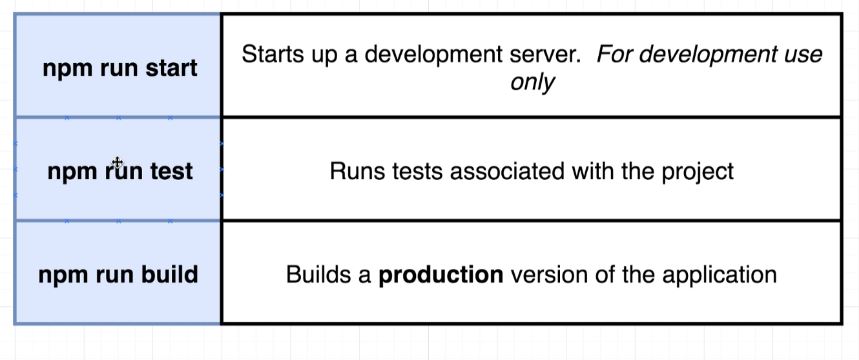 npm run start
Starts up a development server.  For development use
only
npm run test
Runs tests associated with the project
npm run build
Builds a production version of the application